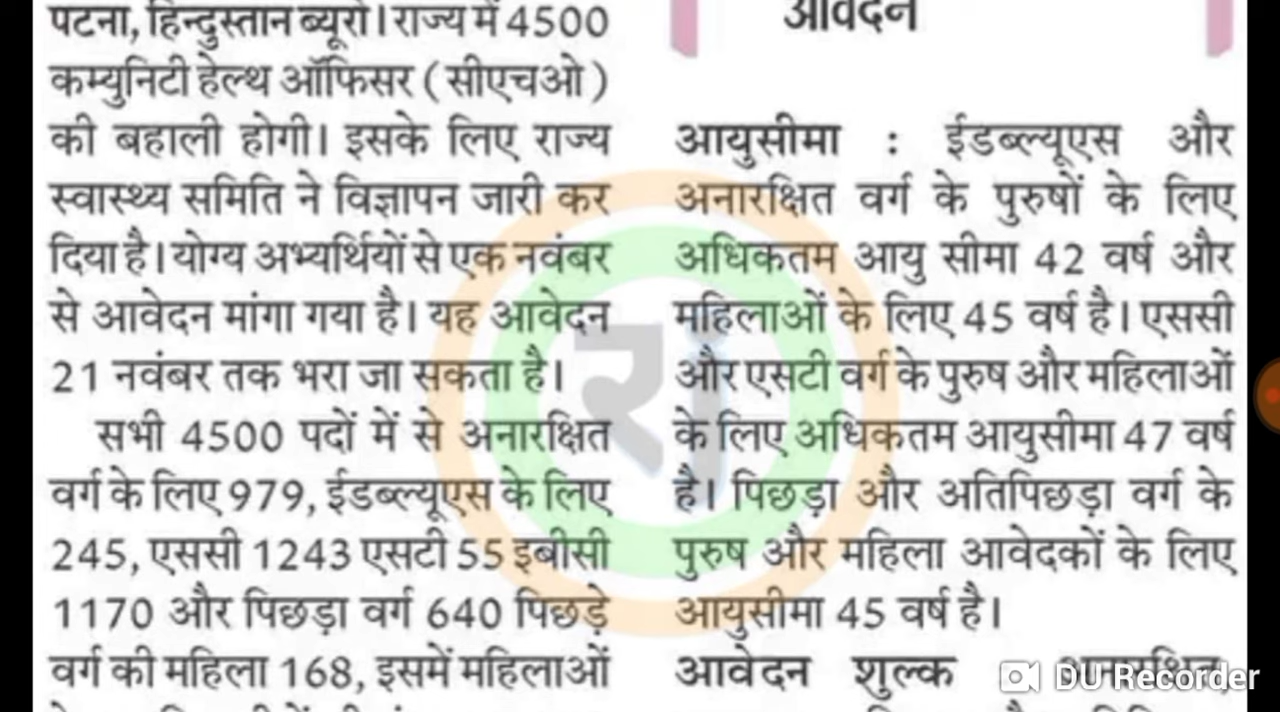 पटना, हिन्दुस्तान ब्यूरो। राज्य में 4500
कम्युनिटी हेल्थ ऑफिसर (सीएचओ)
की बहाली होगी। इसके लिए राज्य
स्वास्थ्य समिति ने विज्ञापन जारी कर
दिया है। योग्य अभ्यर्थियों से एक नवंबर
से आवेदन मांगा गया है। यह आवेदन
21 नवंबर तक भरा जा सकता है।
सभी 4500 पदों में से अनारक्षित
वर्ग के लिए 979, ईडब्ल्यूएस के लिए
245, एससी 1243 एसटी 55 इबीसी
1170 और पिछड़ा वर्ग 640 पिछड़े
वर्ग की महिला 168, इसमें महिलाओं
आवेदन
आयुसीमा : ईडब्ल्यूएस और
अनारक्षित वर्ग के पुरुषों के लिए
अधिकतम आयु सीमा 42 वर्ष और
महिलाओं के लिए 45 वर्ष है। एससी
और एसटी वर्ग के पुरुष और महिलाओं
के लिए अधिकतम आयुसीमा 47 वर्ष
है। पिछड़ा और अतिपिछड़ा वर्ग के
पुरुष और महिला आवेदकों के लिए
आयुसीमा 45 वर्ष है।
आवेदन शुल्क
DU Recorder